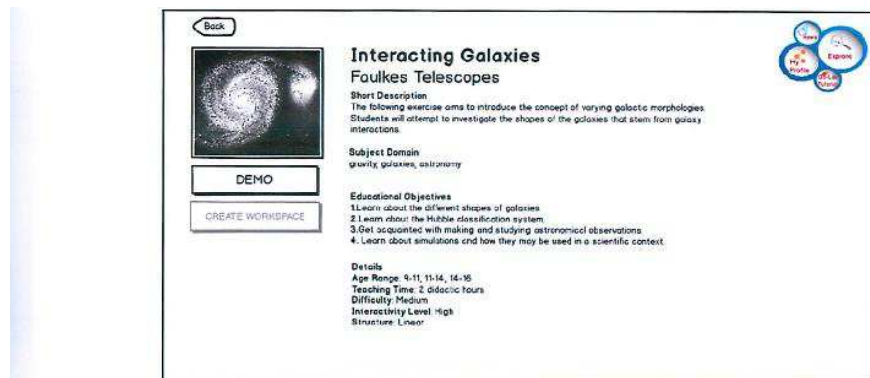 Back
Interacting Galaxies
Faulkes Telescopes
Short Description
The following exercise aims to introduce the concept of varying galactic morphologies.
Students will attempt to investigate the shapes of the galaxies that stem from galaxy
interactions.
Subject Domain
gravity, galaxies, astronomy
DEMO
CREATE WORKSPACE
Educational Objectives
1.Learn about the different shapes of galaxies
2.Learn about the Hubble classification system
3.Get acquainted with making and studying astronomical observations
4. Learn about simulations and how they may be used in a scientific context.
Details
Age Range: 9-11, 11-14, 14-16
Teaching Time: 2 didactic hours
Difficulty: Medium
Interactivity Level: High
Structure: Linear
Explore
My
Profile